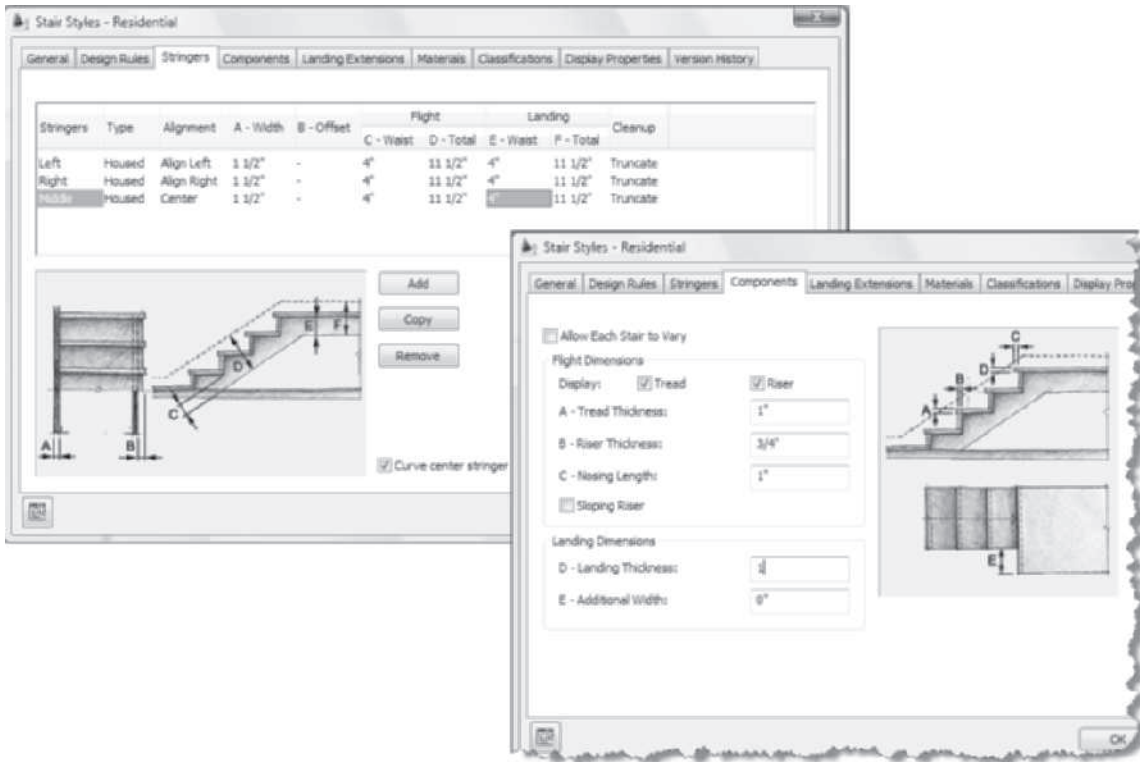 Stair Styles - Residential
General Design Rules Stringers Components Landing Extensions Materials Classifications Display Properties Version History
Flight Landing
Stringers Type Alignment A - Width B - Offset C - Waist D - Total E - Waist F - Total Cleanup
Left Housed Align Left 1 1/2" - 4" 11 1/2" 4" 11 1/2" Truncate
Right Housed Align Right 1 1/2" - 4" 11 1/2" 4" 11 1/2" Truncate
Middle Housed Center 1 1/2" - 4" 11 1/2" 4" 11 1/2" Truncate
A B C D E F
Add
Copy
Remove
Curve center stringer
Stair Styles - Residential
General Design Rules Stringers Components Landing Extensions Materials Classifications Display Pro
Allow Each Stair to Vary
Flight Dimensions
Display: Tread Riser
A - Tread Thickness: 1"
B - Riser Thickness: 3/4"
C - Nosing Length: 1"
Sloping Riser
Landing Dimensions
D - Landing Thickness: 1
E - Additional Width: 0"
C
D
B
A
E
OK